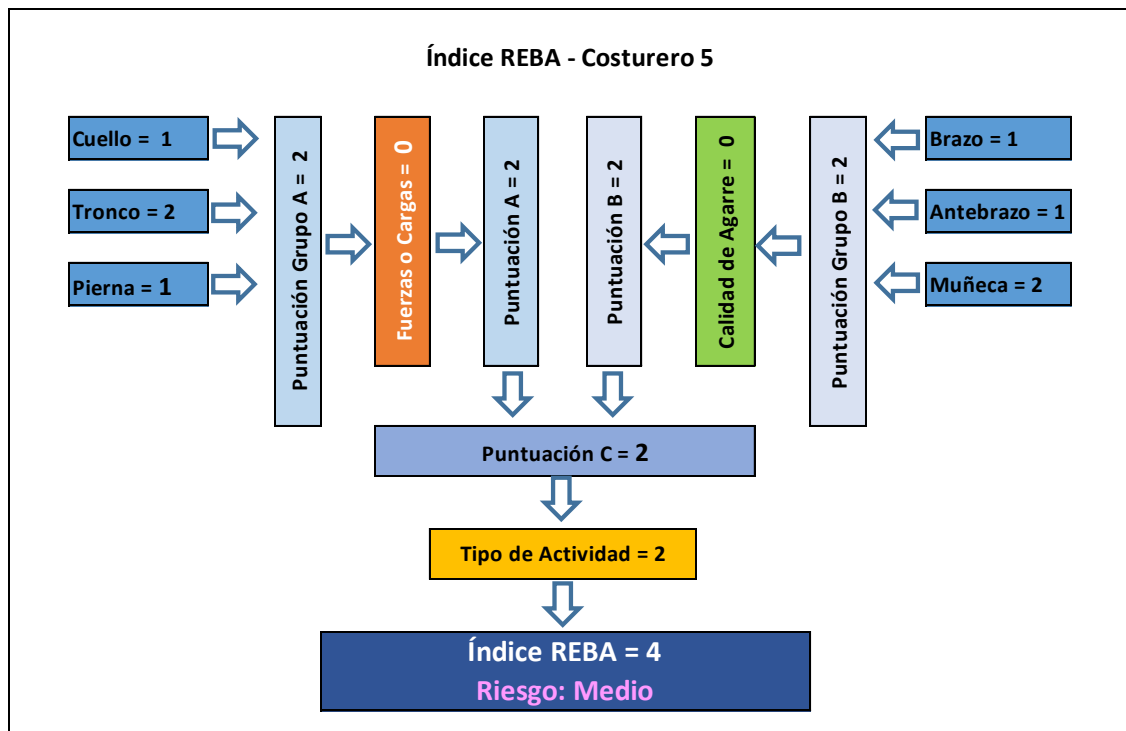 Índice REBA - Costurero 5
Cuello = 1
Tronco = 2
Pierna = 1
Puntuación Grupo A = 2
Fuerzas o Cargas = 0
Puntuación A = 2
Puntuación B = 2
Calidad de Agarre = 0
Puntuación Grupo B = 2
Brazo = 1
Antebrazo = 1
Muñeca = 2
Puntuación C = 2
Tipo de Actividad = 2
Índice REBA = 4
Riesgo: Medio